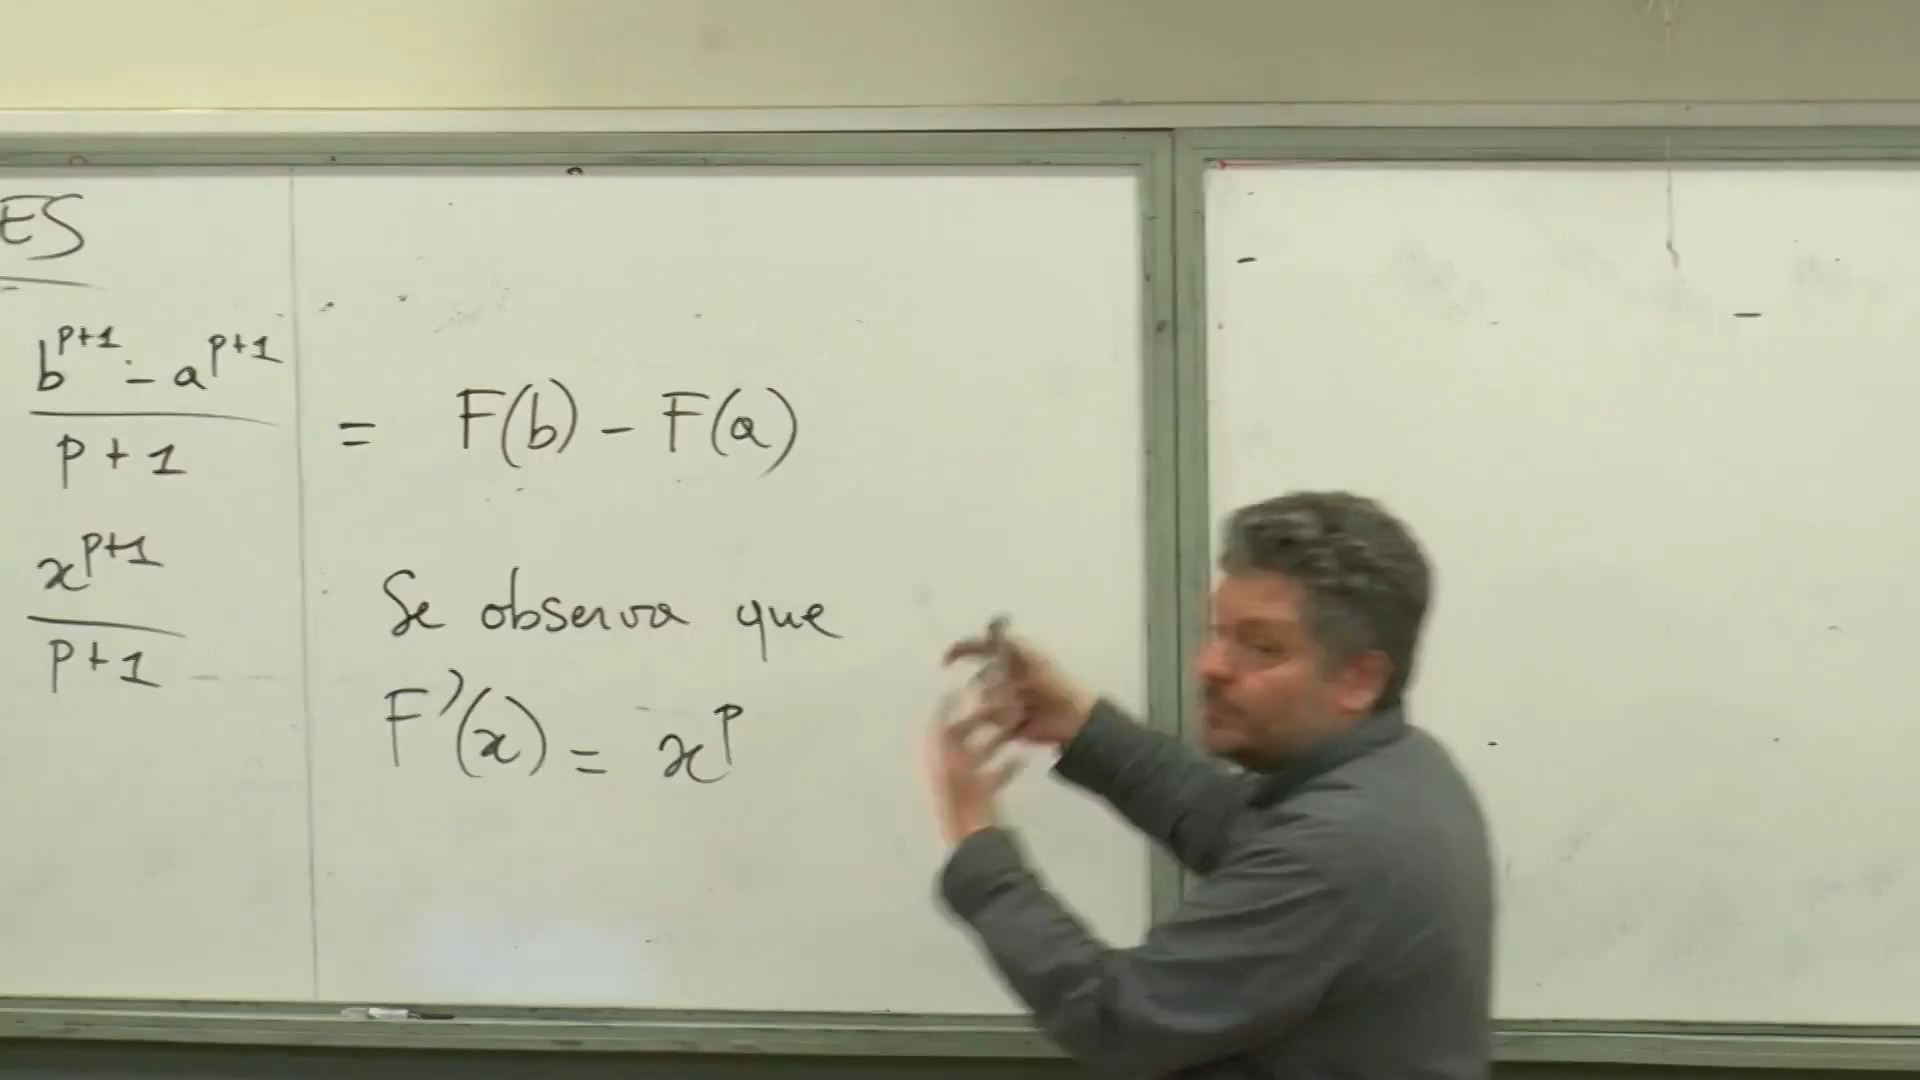 ES
b^{p+1} - a^{p+1}
p+1
= F(b) - F(a)
x^{p+1}
p+1
Se observa que
F'(x) = x^p